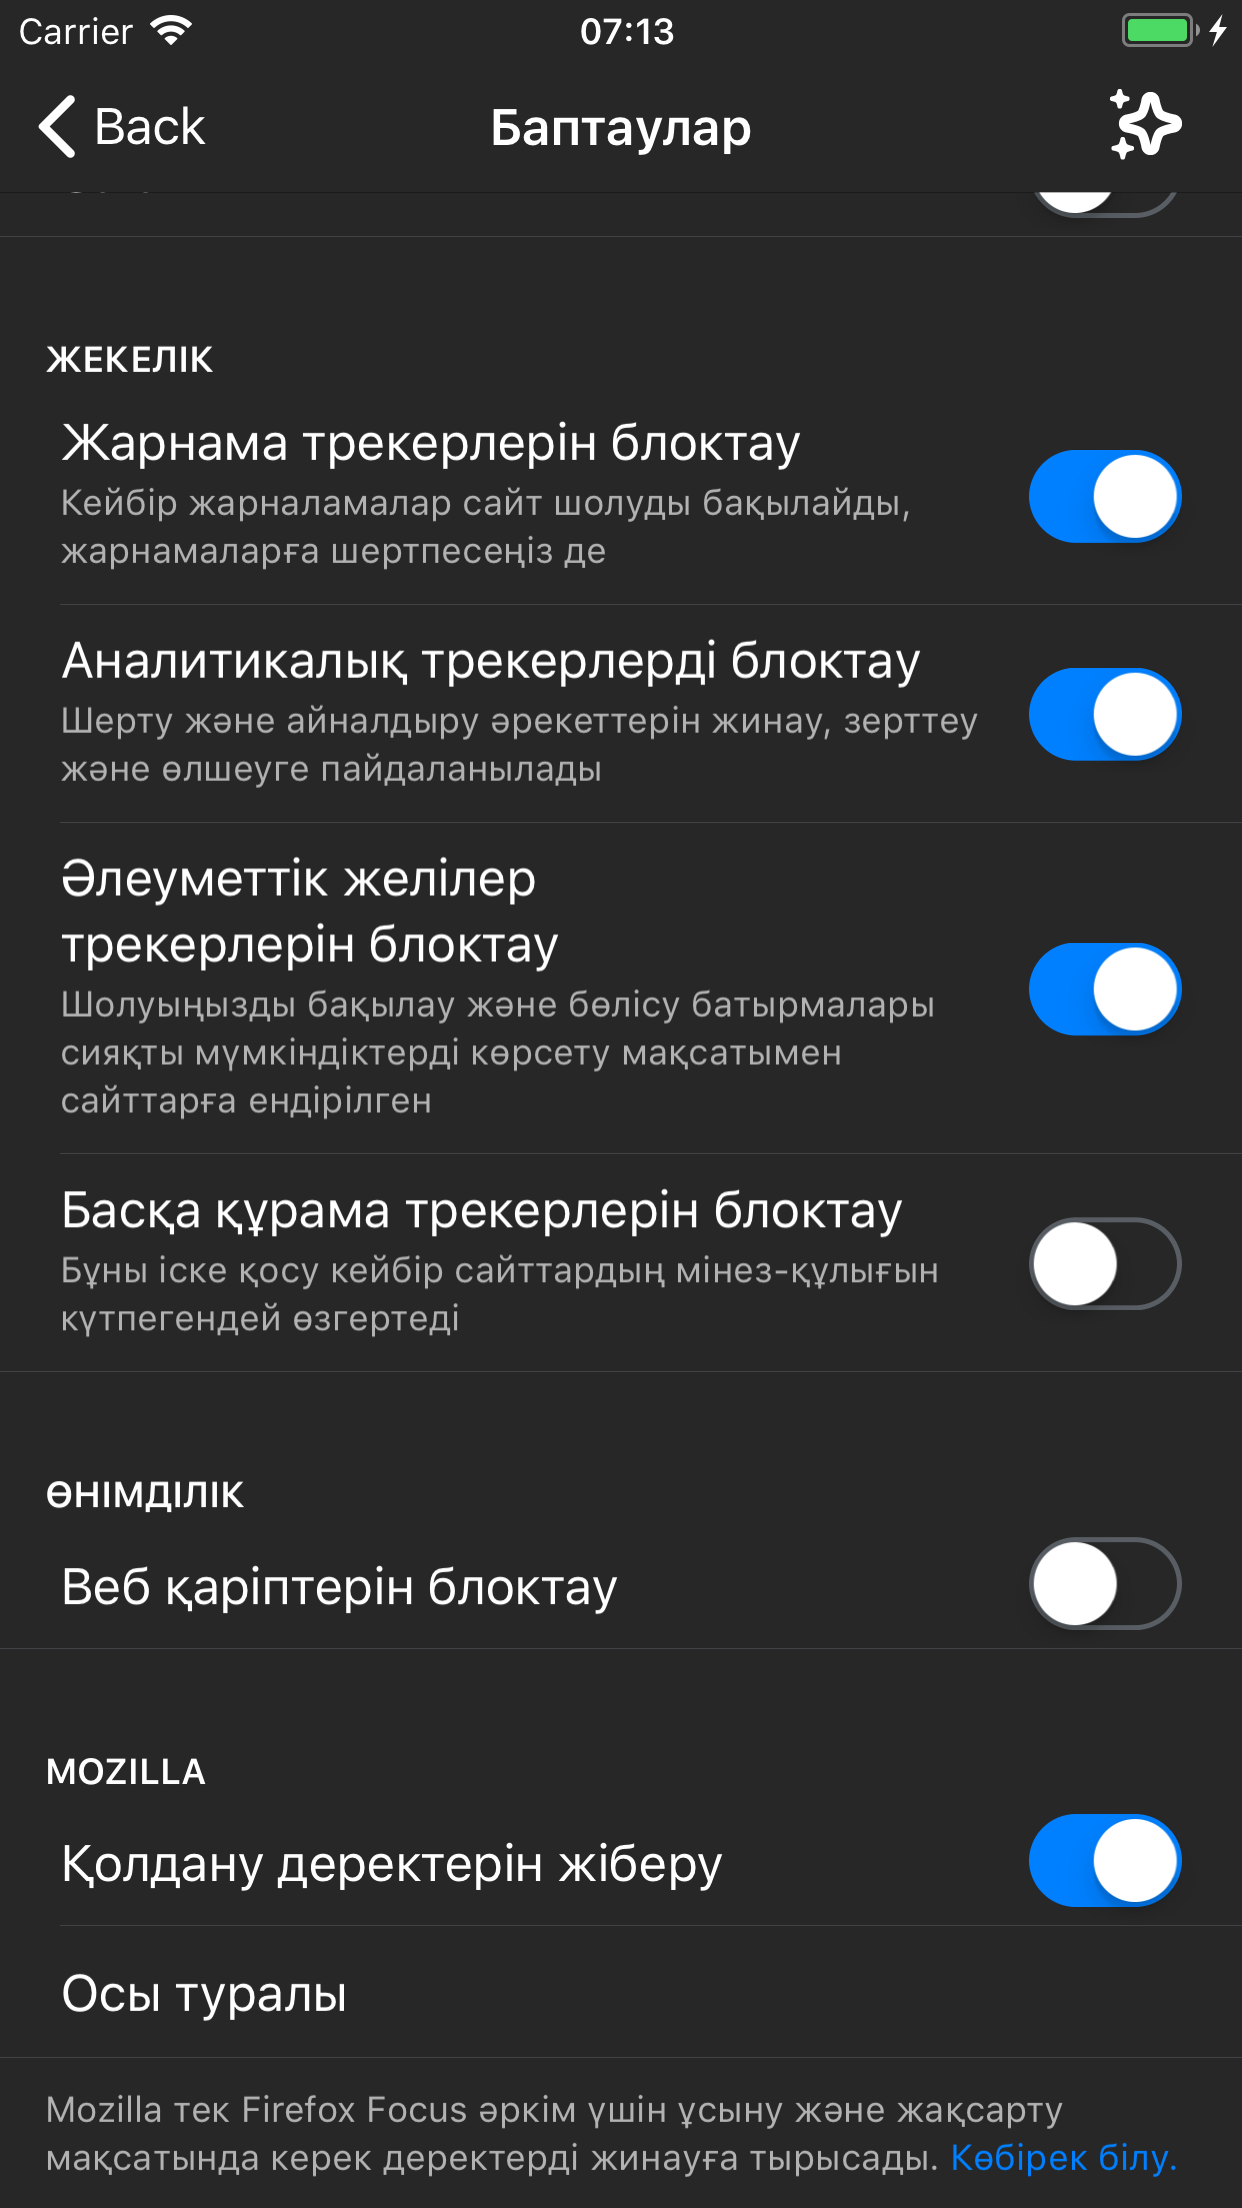 Carrier
07:13
Back
Баптаулар
ЖЕКЕЛІК
Жарнама трекерлерін блоктау
Кейбір жарналамалар сайт шолуды бақылайды,
жарнамаларға шертпесеңіз де
Аналитикалық трекерлерді блоктау
Шерту және айналдыру әрекеттерін жинау, зерттеу
және өлшеуге пайдаланылады
Әлеуметтік желілер
трекерлерін блоктау
Шолуыңызды бақылау және бөлісу батырмалары
сияқты мүмкіндіктерді көрсету мақсатымен
сайттарға ендірілген
Басқа құрама трекерлерін блоктау
Бұны іске қосу кейбір сайттардың мінез-құлығын
күтпегендей өзгертеді
ӨНІМДІЛІК
Веб қаріптерін блоктау
MOZILLA
Қолдану деректерін жіберу
Осы туралы
Mozilla тек Firefox Focus әркім үшін ұсыну және жақсарту
мақсатында керек деректерді жинауға тырысады. Көбірек білу.